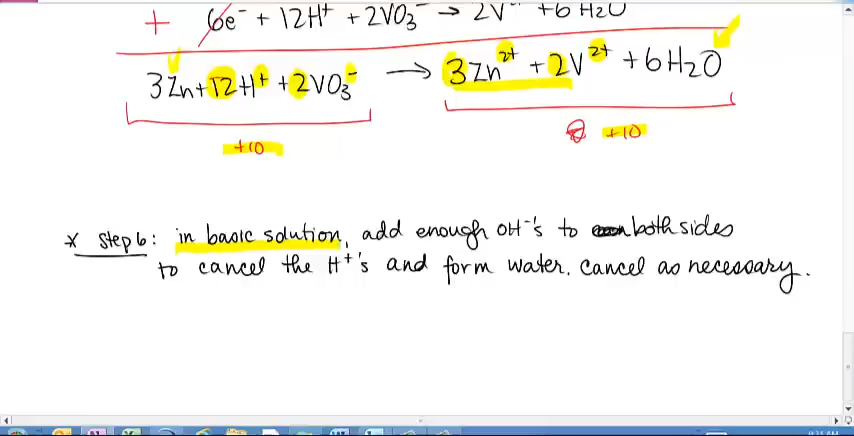 + 6e⁻ + 12H⁺ + 2VO₃⁻ → 2V + 6H₂O
3Zn + 12H⁺ + 2VO₃⁻ → 3Zn²⁺ + 2V²⁺ + 6H₂O
+10 +10
* Step 6: in basic solution, add enough OH⁻'s to both sides
to cancel the H⁺'s and form water. Cancel as necessary.